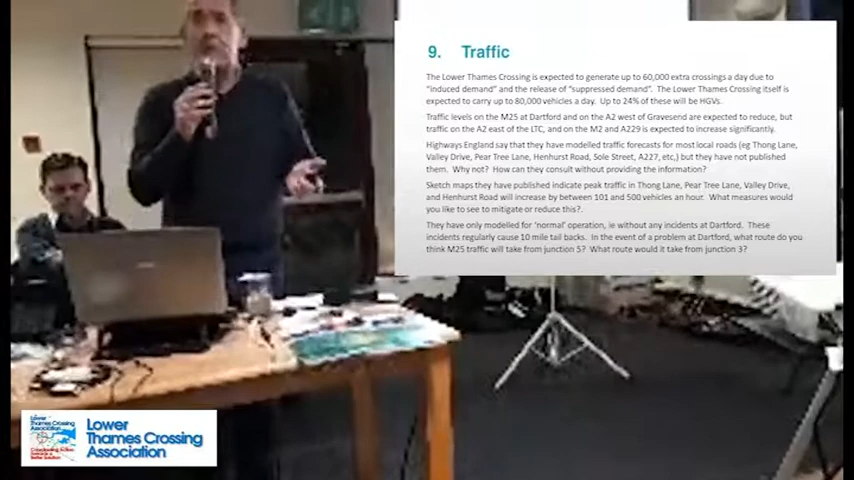 9. Traffic
The Lower Thames Crossing is expected to generate up to 60,000 extra crossings a day due to
"induced demand" and the release of "suppressed demand". The Lower Thames Crossing itself is
expected to carry up to 80,000 vehicles a day. Up to 24% of these will be HGVs.
Traffic levels on the M25 at Dartford and on the A2 west of Gravesend are expected to reduce, but
traffic on the A2 east of the LTC, and on the M2 and A229 is expected to increase significantly.
Highways England say that they have modelled traffic forecasts for most local roads (eg Thong Lane,
Valley Drive, Pear Tree Lane, Henhurst Road, Sole Street, A227, etc,) but they have not published
them. Why not? How can they consult without providing the information?
Sketch maps they have published indicate peak traffic in Thong Lane, Pear Tree Lane, Valley Drive,
and Henhurst Road will increase by between 101 and 500 vehicles an hour. What measures would
you like to see to mitigate or reduce this?.
They have only modelled for 'normal' operation, ie without any incidents at Dartford. These
incidents regularly cause 10 mile tail backs. In the event of a problem at Dartford, what route do you
think M25 traffic will take from junction 5? What route would it take from junction 3?
Lower
Thames Crossing
Association
Lower
Thames Crossing
Association
Better Solution